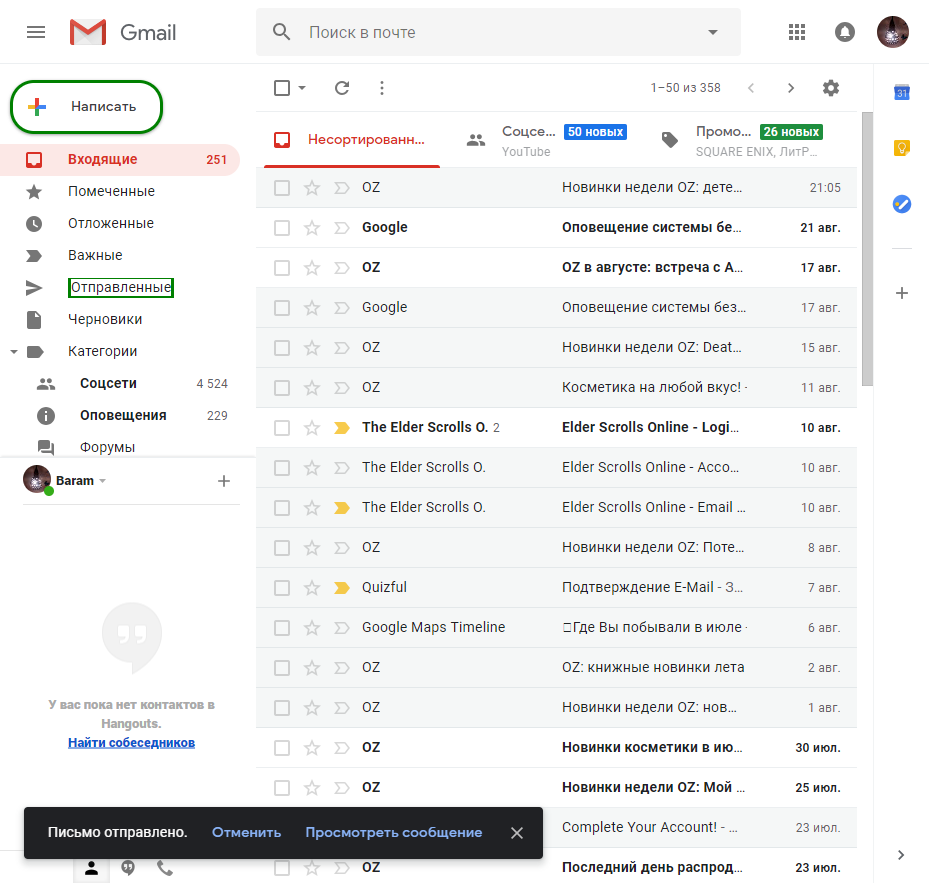 Gmail
Поиск в почте
Написать
1–50 из 358
31
Входящие 251
Помеченные
Отложенные
Важные
Отправленные
Черновики
Категории
Соцсети 4 524
Оповещения 229
Форумы
Baram
У вас пока нет контактов в
Hangouts.
Найти собеседников
Несортированн...
Соцсе... 50 новых
YouTube
Промо... 26 новых
SQUARE ENIX, ЛитР...
OZ Новинки недели OZ: дете... 21:05
Google Оповещение системы бе... 21 авг.
OZ OZ в августе: встреча с А... 17 авг.
Google Оповещение системы без... 17 авг.
OZ Новинки недели OZ: Deat... 15 авг.
OZ Косметика на любой вкус! - 11 авг.
The Elder Scrolls O. 2 Elder Scrolls Online - Logi... 10 авг.
The Elder Scrolls O. Elder Scrolls Online - Acco... 10 авг.
The Elder Scrolls O. Elder Scrolls Online - Email ... 10 авг.
OZ Новинки недели OZ: Поте... 8 авг.
Quizful Подтверждение E-Mail - З... 7 авг.
Google Maps Timeline Где Вы побывали в июле - 6 авг.
OZ OZ: книжные новинки лета 2 авг.
OZ Новинки недели OZ: нов... 1 авг.
OZ Новинки косметики в ию... 30 июл.
OZ Новинки недели OZ: Мой ... 25 июл.
Complete Your Account! - ... 23 июл.
OZ Последний день распрод... 23 июл.
Письмо отправлено. Отменить Просмотреть сообщение